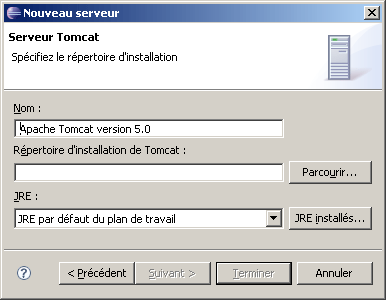 Nouveau serveur
Serveur Tomcat
Spécifiez le répertoire d'installation
Nom :
Apache Tomcat version 5.0
Répertoire d'installation de Tomcat :
Parcourir...
JRE :
JRE par défaut du plan de travail
JRE installés...
? < Précédent Suivant > Terminer Annuler